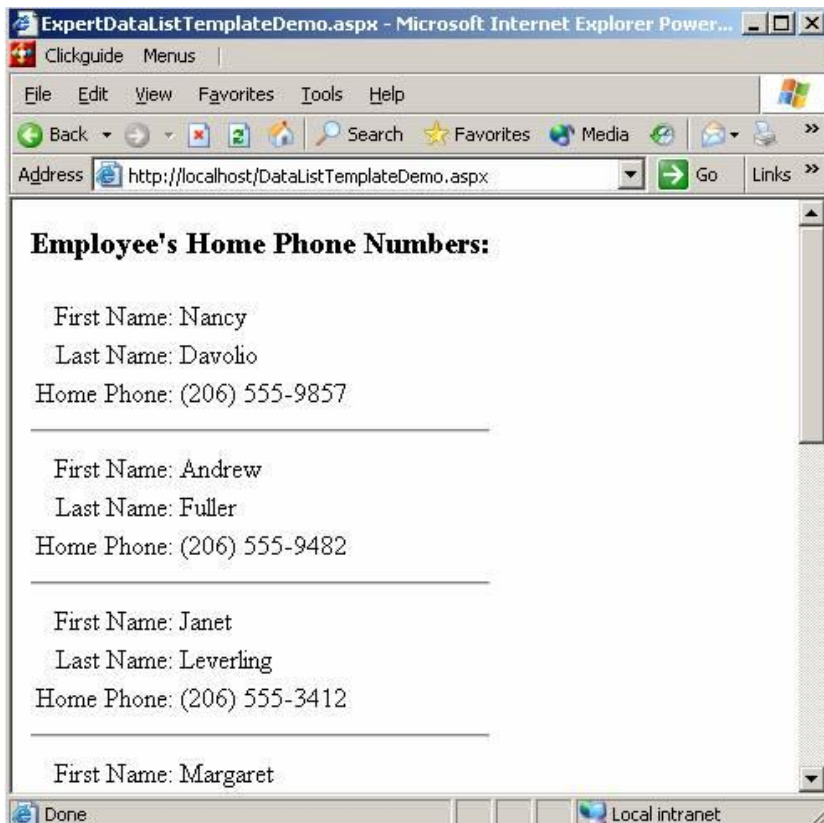 ExpertDataListTemplateDemo.aspx - Microsoft Internet Explorer Power...
Clickguide Menus
File Edit View Favorites Tools Help
Back Search Favorites Media
Address http://localhost/DataListTemplateDemo.aspx Go Links
Employee's Home Phone Numbers:
First Name: Nancy
Last Name: Davolio
Home Phone: (206) 555-9857
First Name: Andrew
Last Name: Fuller
Home Phone: (206) 555-9482
First Name: Janet
Last Name: Leverling
Home Phone: (206) 555-3412
First Name: Margaret
Done Local intranet